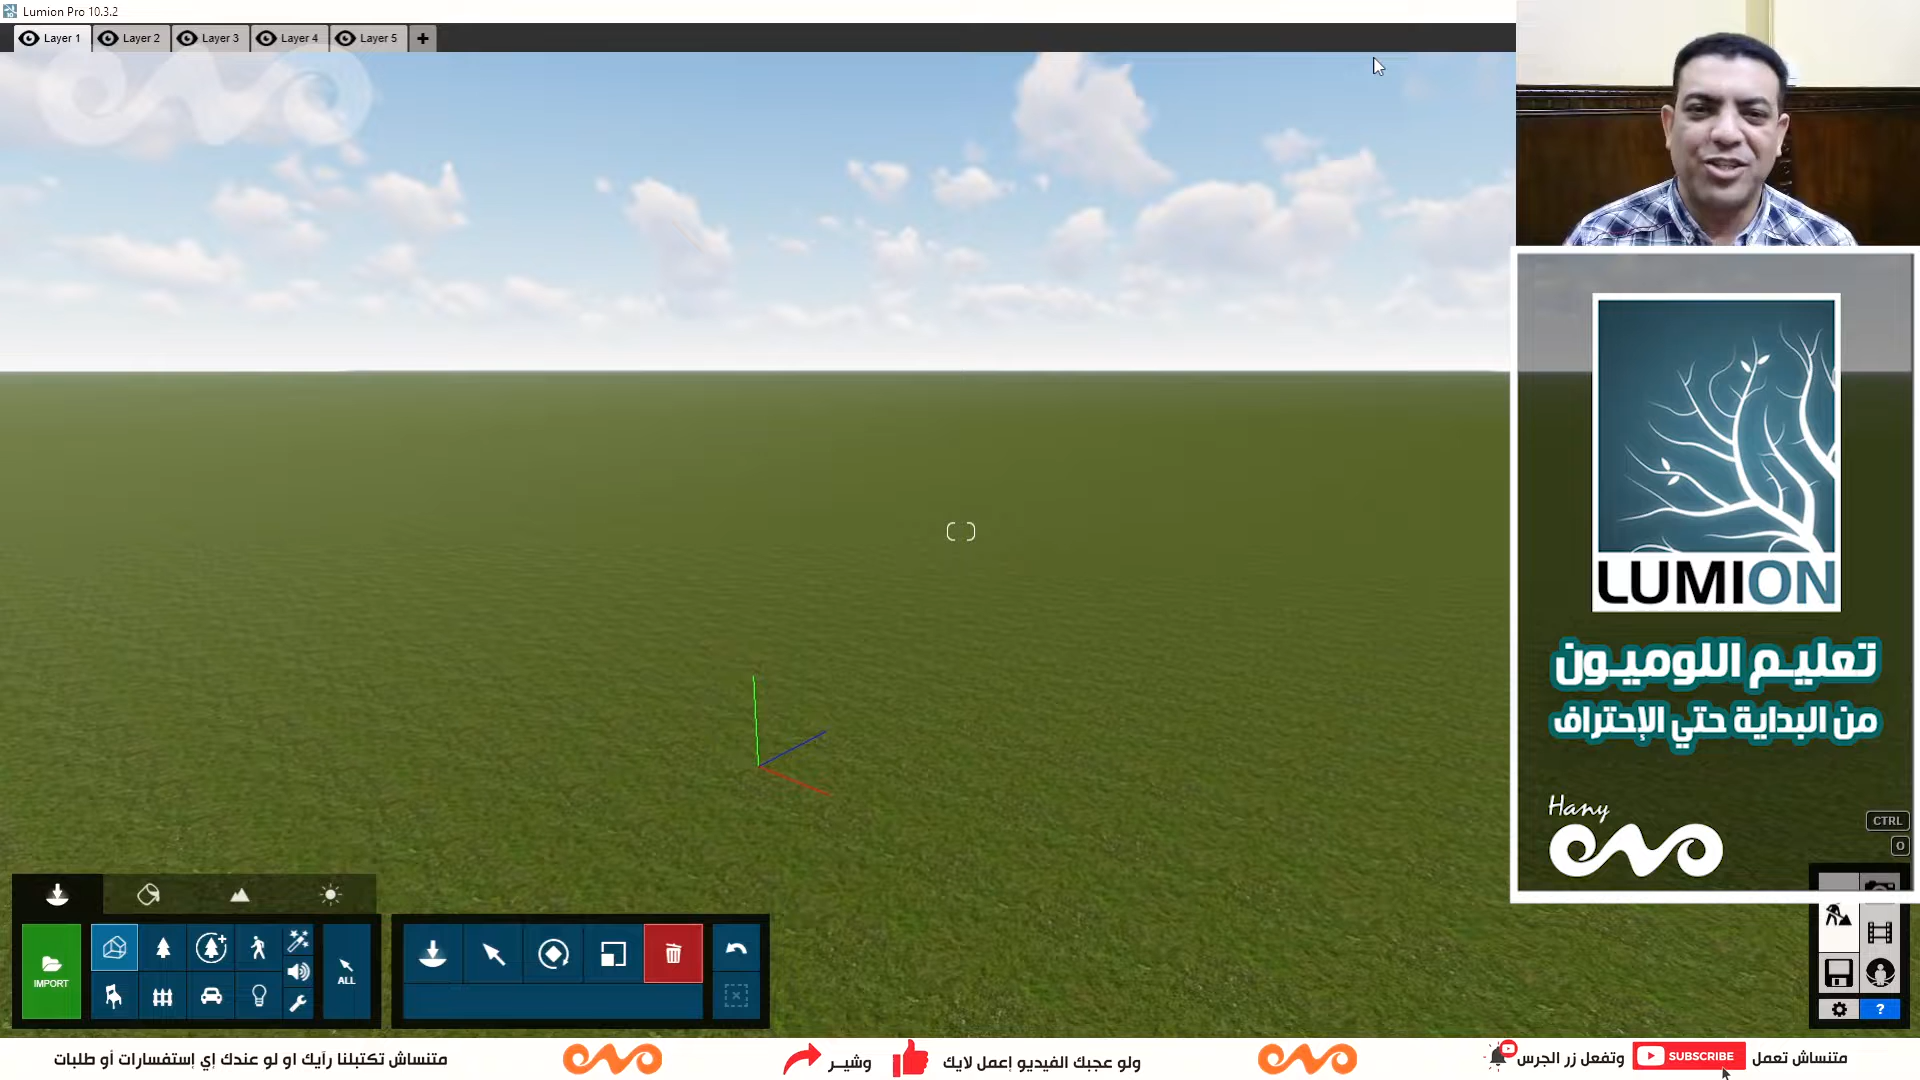 Lumion Pro 10.3.2
Layer 1
Layer 2
Layer 3
Layer 4
Layer 5
LUMION
تعليم اللوميون
من البداية حتي الإحتراف
Hany
CTRL
O
IMPORT
ALL
?
متنساش تعمل SUBSCRIBE وتفعل زر الجرس
ولو عجبك الفيديو إعمل لايك وشير
متنساش تكتبلنا رآيك او لو عندك إي إستفسارات أو طلبات